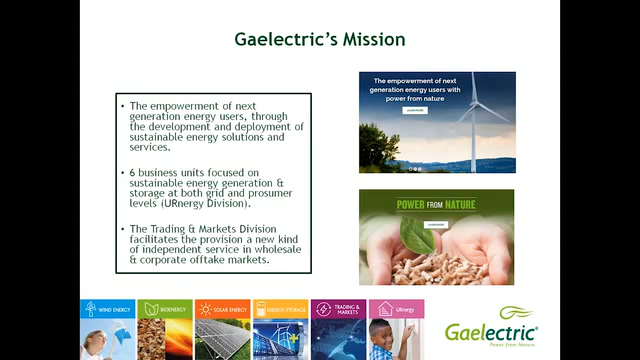 Gaelectric's Mission
• The empowerment of next
generation energy users, through
the development and deployment of
sustainable energy solutions and
services.
• 6 business units focused on
sustainable energy generation &
storage at both grid and prosumer
levels (URnergy Division).
• The Trading & Markets Division
facilitates the provision a new kind
of independent service in wholesale
& corporate offtake markets.
The empowerment of next
generation energy users with
power from nature
LEARN MORE
POWER FROM NATURE
LEARN MORE
WIND ENERGY
BIOENERGY
SOLAR ENERGY
ENERGY STORAGE
TRADING &
MARKETS
URnergy
Gaelectric®
Power from Nature